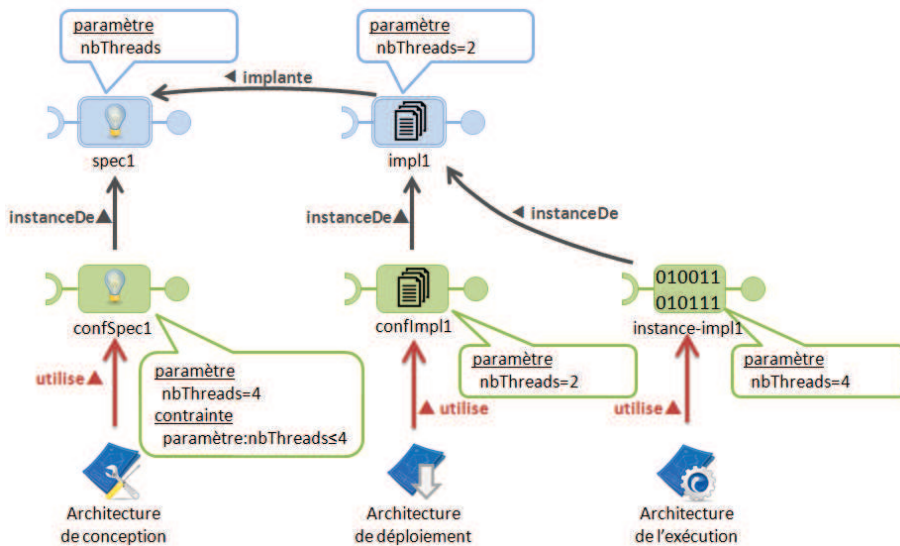 paramètre
nbThreads
paramètre
nbThreads=2
◄ implante
spec1
impl1
instanceDe▲
instanceDe▲
◄ instanceDe
010011
010111
confSpec1
confImpl1
instance-impl1
paramètre
nbThreads=4
contrainte
paramètre:nbThreads≤4
paramètre
nbThreads=2
paramètre
nbThreads=4
utilise▲
▲utilise
utilise▲
Architecture
de conception
Architecture
de déploiement
Architecture
de l'exécution